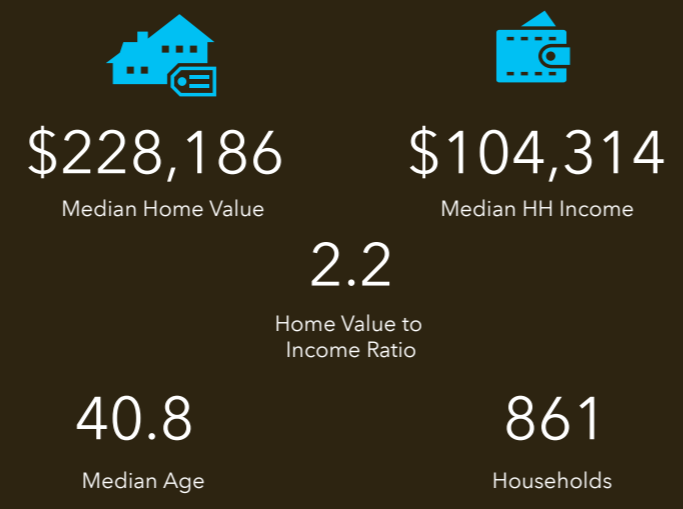 $228,186
Median Home Value
$104,314
Median HH Income
2.2
Home Value to
Income Ratio
40.8
Median Age
861
Households